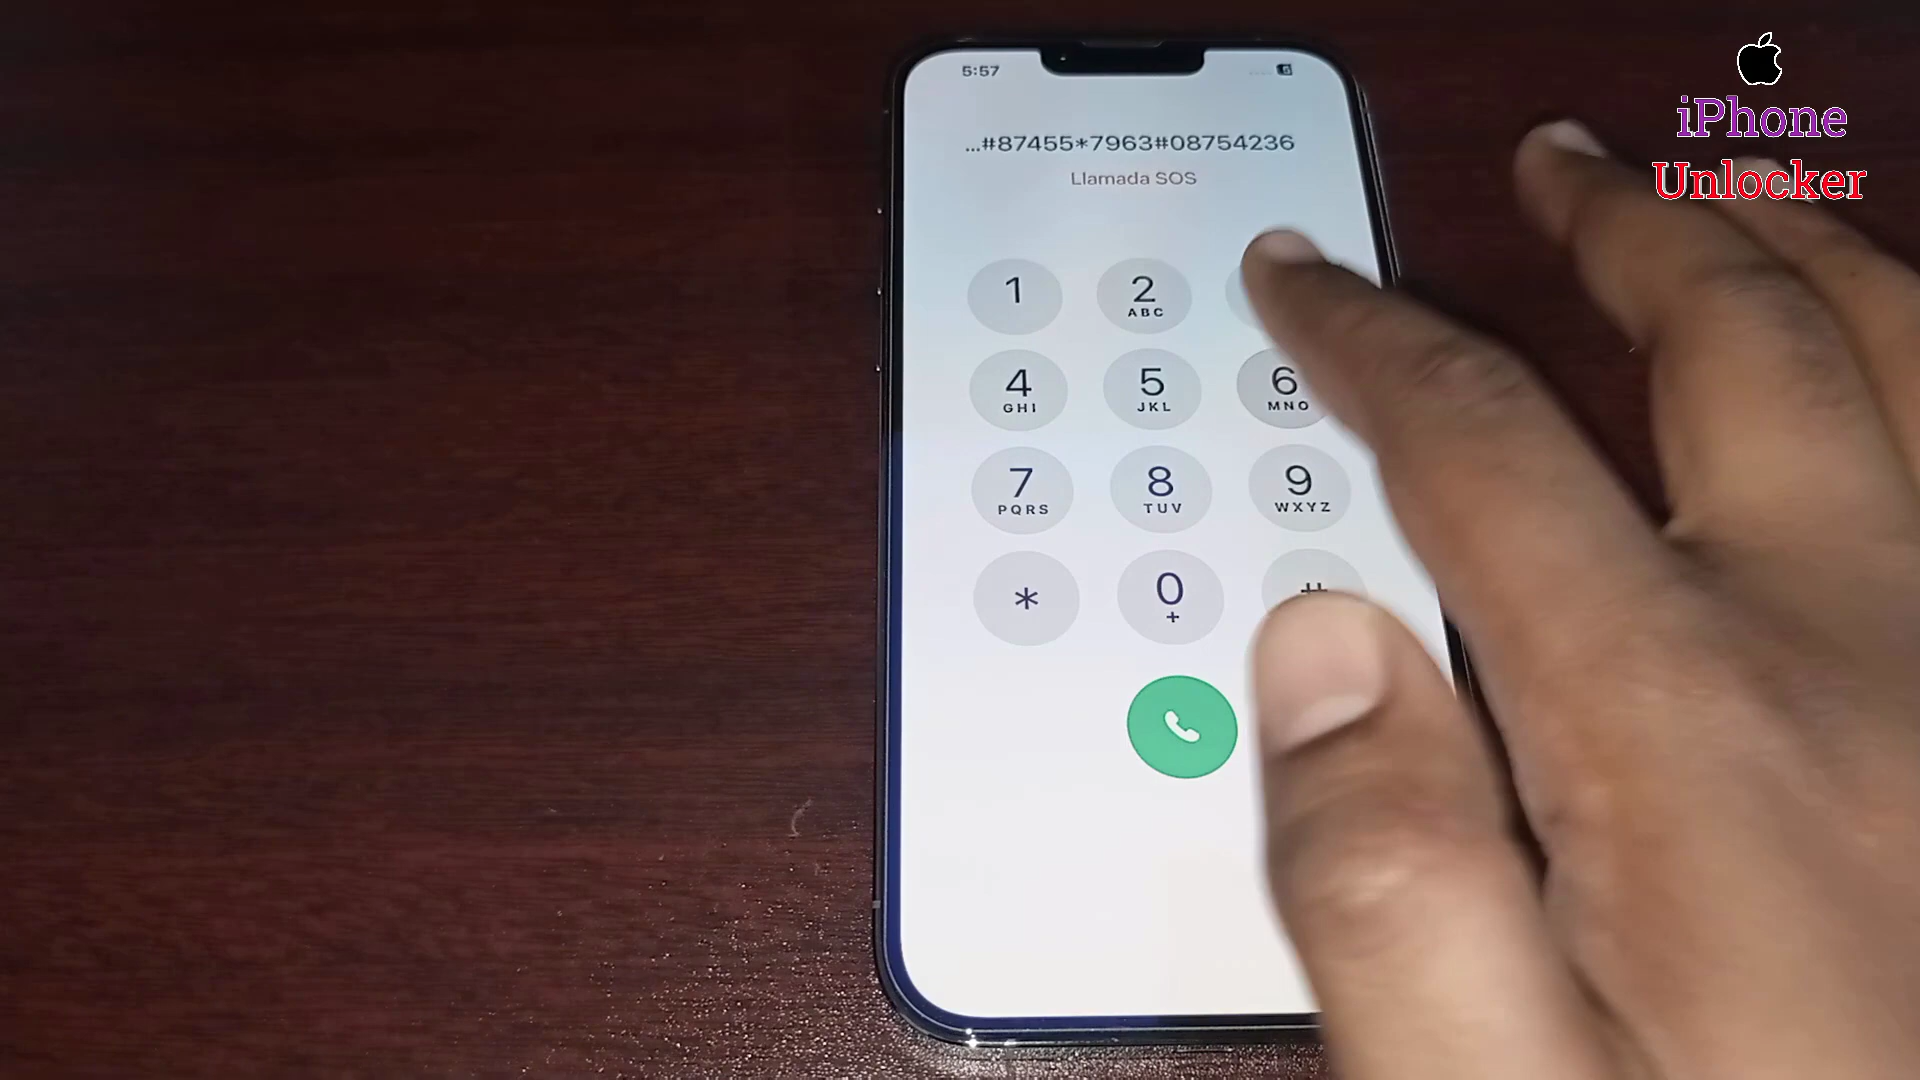 5:57
...#87455*7963#08754236
Llamada SOS
1
2
ABC
4
GHI
5
JKL
6
MNO
7
PQRS
8
TUV
9
WXYZ
*
0
+
#
iPhone
Unlocker